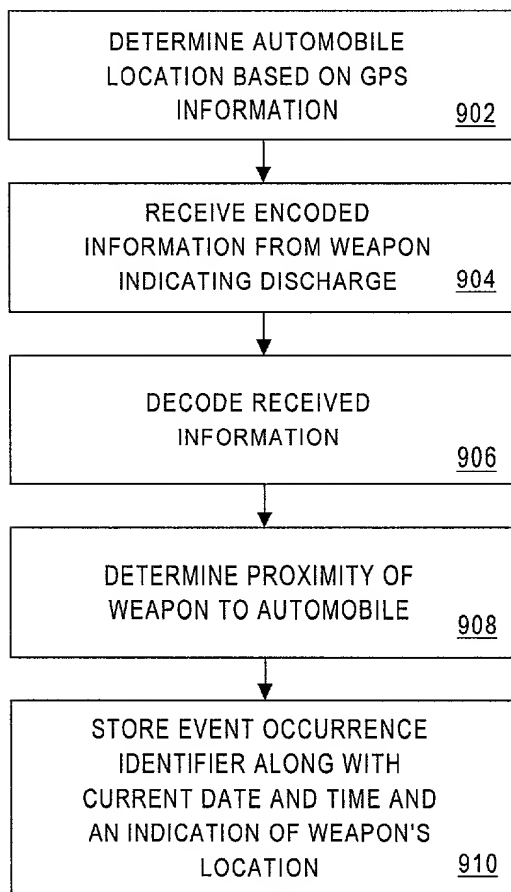 DETERMINE AUTOMOBILE
LOCATION BASED ON GPS
INFORMATION
902
RECEIVE ENCODED
INFORMATION FROM WEAPON
INDICATING DISCHARGE
904
DECODE RECEIVED
INFORMATION
906
DETERMINE PROXIMITY OF
WEAPON TO AUTOMOBILE
908
STORE EVENT OCCURRENCE
IDENTIFIER ALONG WITH
CURRENT DATE AND TIME AND
AN INDICATION OF WEAPON'S
LOCATION
910